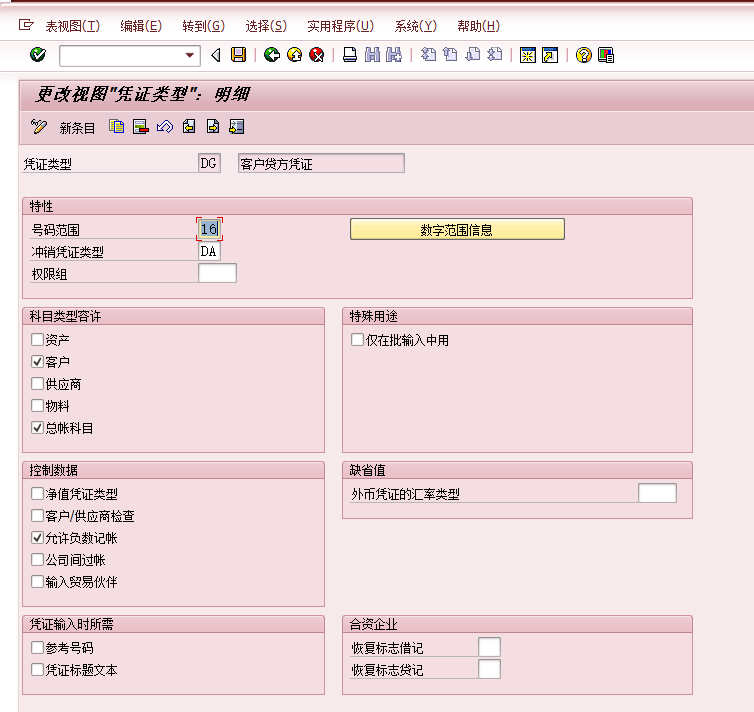 表视图(T) 编辑(E) 转到(G) 选择(S) 实用程序(U) 系统(Y) 帮助(H)
更改视图"凭证类型": 明细
新条目
凭证类型 DG 客户贷方凭证
特性
号码范围 16 数字范围信息
冲销凭证类型 DA
权限组
科目类型容许
资产
客户
供应商
物料
总帐科目
特殊用途
仅在批输入中用
控制数据
净值凭证类型
客户/供应商检查
允许负数记帐
公司间过帐
输入贸易伙伴
缺省值
外币凭证的汇率类型
凭证输入时所需
参考号码
凭证标题文本
合资企业
恢复标志借记
恢复标志贷记